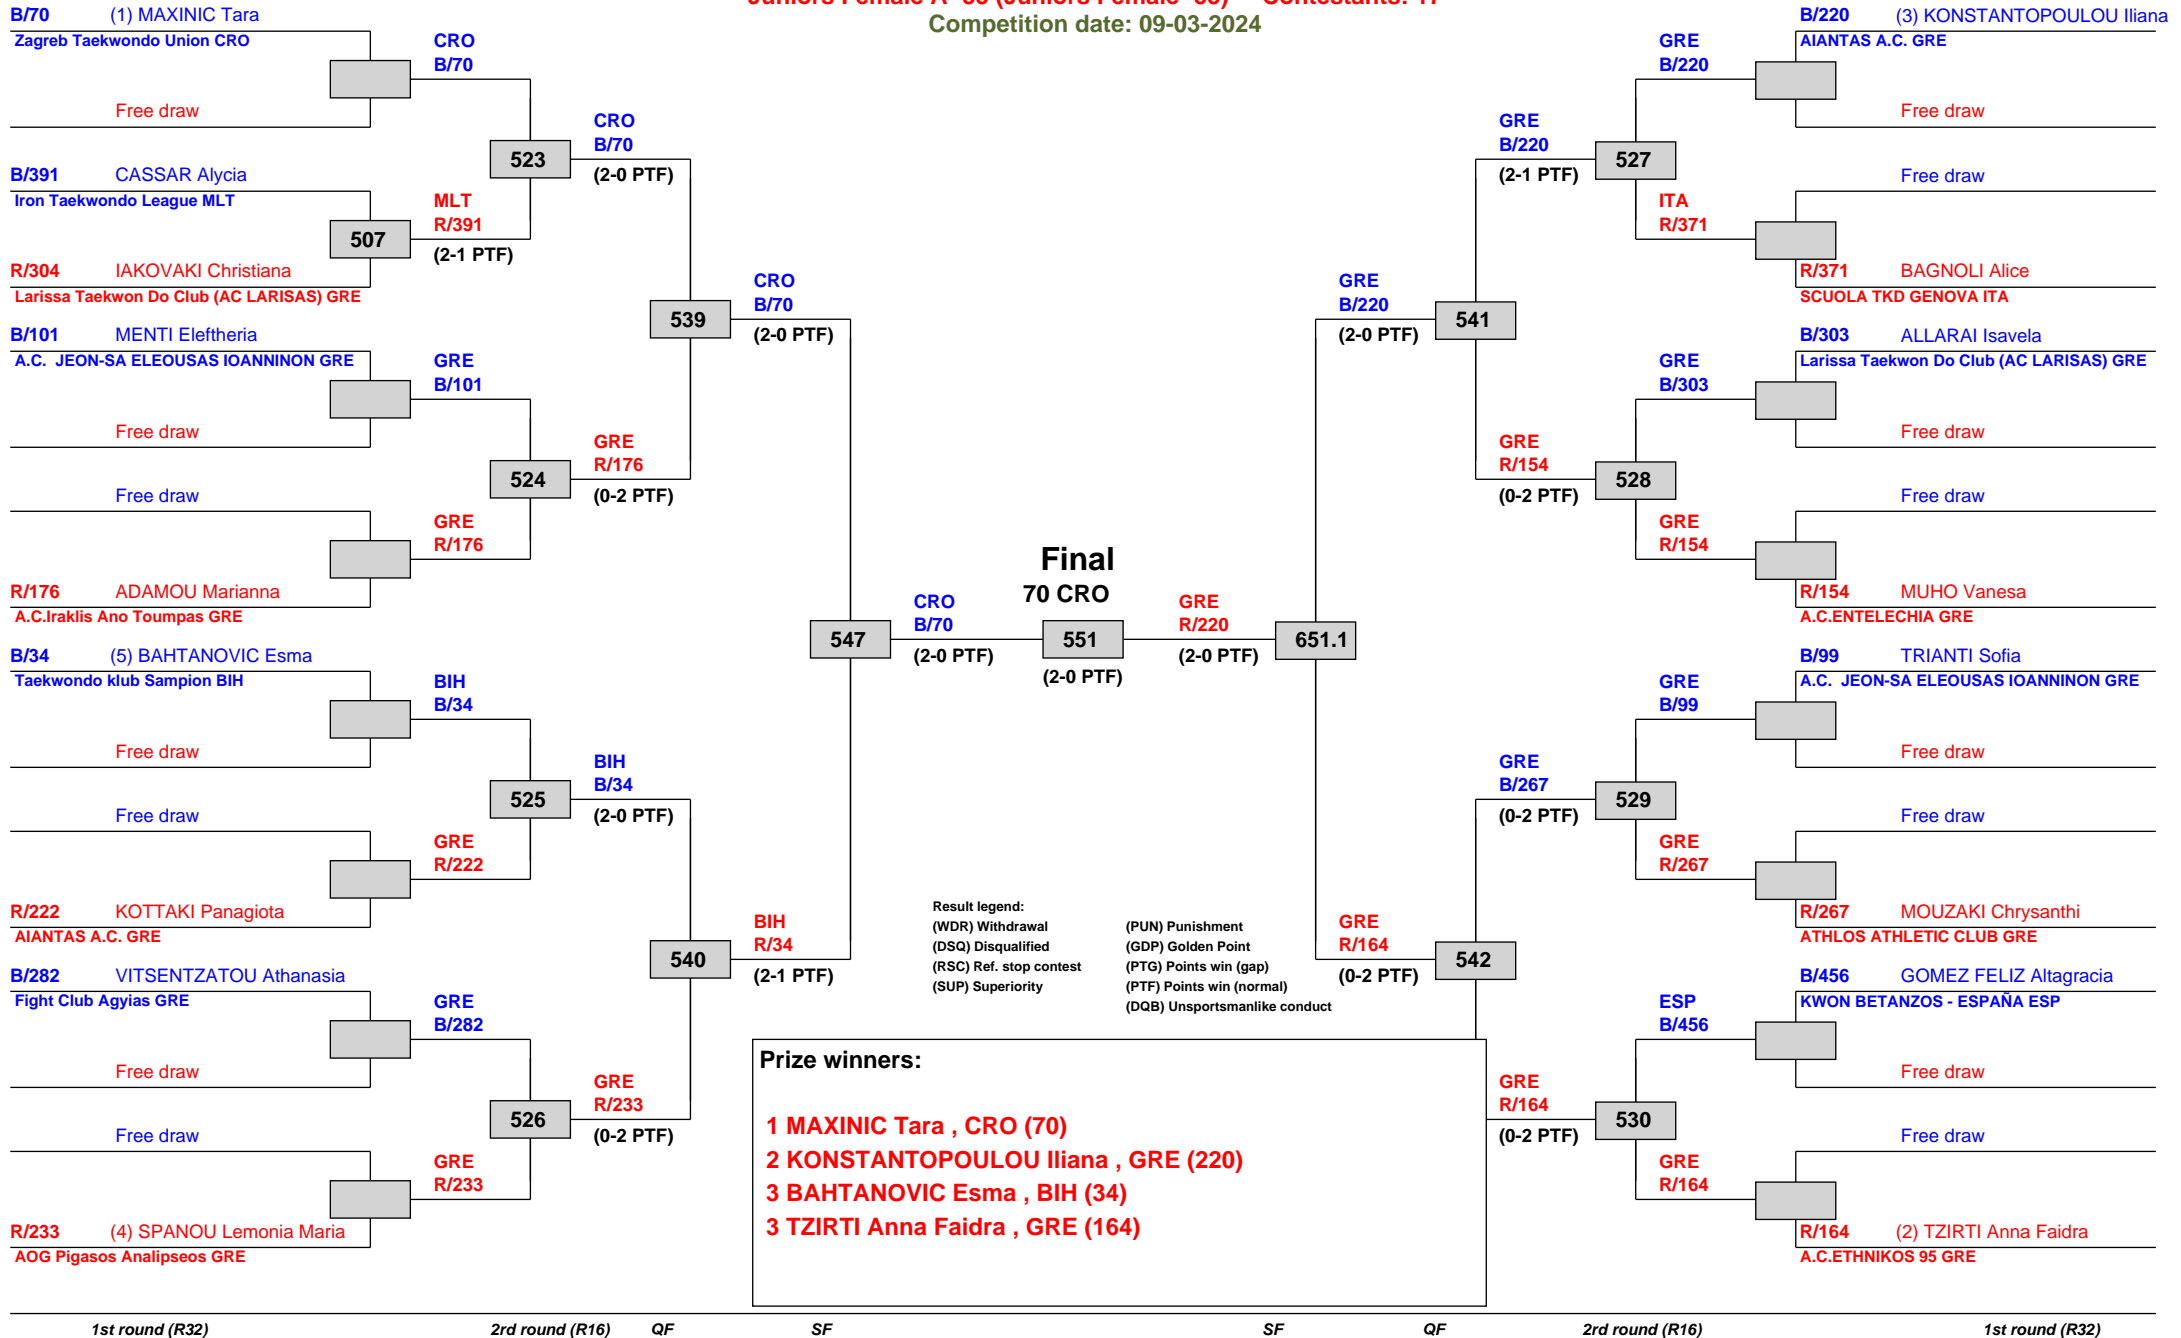 Competition date: 09-03-2024
B/70 (1) MAXINIC Tara
Zagreb Taekwondo Union CRO
Free draw
B/391 CASSAR Alycia
Iron Taekwondo League MLT
R/304 IAKOVAKI Christiana
Larissa Taekwon Do Club (AC LARISAS) GRE
B/101 MENTI Eleftheria
A.C. JEON-SA ELEOUSAS IOANNINON GRE
Free draw
Free draw
R/176 ADAMOU Marianna
A.C.Iraklis Ano Toumpas GRE
B/34 (5) BAHTANOVIC Esma
Taekwondo klub Sampion BIH
Free draw
Free draw
R/222 KOTTAKI Panagiota
AIANTAS A.C. GRE
B/282 VITSENTZATOU Athanasia
Fight Club Agyias GRE
Free draw
Free draw
R/233 (4) SPANOU Lemonia Maria
AOG Pigasos Analipseos GRE
CRO
B/70
507
MLT
R/391
(2-1 PTF)
GRE
B/101
GRE
R/176
BIH
B/34
GRE
R/222
GRE
B/282
GRE
R/233
523
CRO
B/70
(2-0 PTF)
524
GRE
R/176
(0-2 PTF)
525
BIH
B/34
(2-0 PTF)
526
GRE
R/233
(0-2 PTF)
539
CRO
B/70
(2-0 PTF)
540
BIH
R/34
(2-1 PTF)
547
CRO
B/70
(2-0 PTF)
Final
70 CRO
551
(2-0 PTF)
GRE
R/220
(2-0 PTF)
651.1
GRE
B/220
(2-0 PTF)
541
GRE
R/164
(0-2 PTF)
542
GRE
B/220
(2-1 PTF)
527
GRE
R/154
(0-2 PTF)
528
GRE
B/267
(0-2 PTF)
529
GRE
R/164
(0-2 PTF)
530
GRE
B/220
ITA
R/371
GRE
B/303
GRE
R/154
GRE
B/99
GRE
R/267
ESP
B/456
GRE
R/164
B/220 (3) KONSTANTOPOULOU Iliana
AIANTAS A.C. GRE
Free draw
Free draw
R/371 BAGNOLI Alice
SCUOLA TKD GENOVA ITA
B/303 ALLARAI Isavela
Larissa Taekwon Do Club (AC LARISAS) GRE
Free draw
Free draw
R/154 MUHO Vanesa
A.C.ENTELECHIA GRE
B/99 TRIANTI Sofia
A.C. JEON-SA ELEOUSAS IOANNINON GRE
Free draw
Free draw
R/267 MOUZAKI Chrysanthi
ATHLOS ATHLETIC CLUB GRE
B/456 GOMEZ FELIZ Altagracia
KWON BETANZOS - ESPAÑA ESP
Free draw
Free draw
R/164 (2) TZIRTI Anna Faidra
A.C.ETHNIKOS 95 GRE
Result legend:
(WDR) Withdrawal
(DSQ) Disqualified
(RSC) Ref. stop contest
(SUP) Superiority
(PUN) Punishment
(GDP) Golden Point
(PTG) Points win (gap)
(PTF) Points win (normal)
(DQB) Unsportsmanlike conduct
Prize winners:
1 MAXINIC Tara , CRO (70)
2 KONSTANTOPOULOU Iliana , GRE (220)
3 BAHTANOVIC Esma , BIH (34)
3 TZIRTI Anna Faidra , GRE (164)
1st round (R32) 2rd round (R16) QF SF SF QF 2rd round (R16) 1st round (R32)